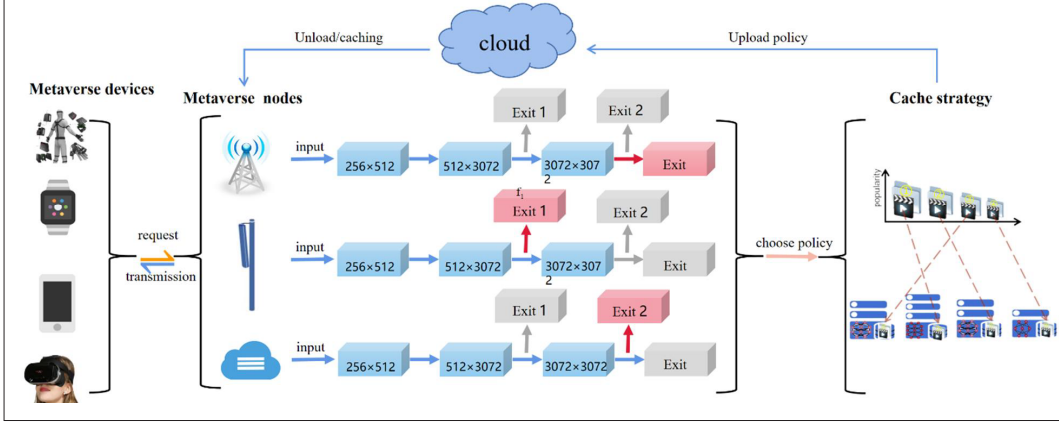 Unload/caching
cloud
Upload policy
Metaverse devices
Metaverse nodes
Cache strategy
Exit 1
Exit 2
input
256×512
512×3072
3072×307
2
Exit
popularity
f1
Exit 1
Exit 2
request
transmission
input
256×512
512×3072
3072×307
2
Exit
choose policy
Exit 1
Exit 2
input
256×512
512×3072
3072×3072
Exit